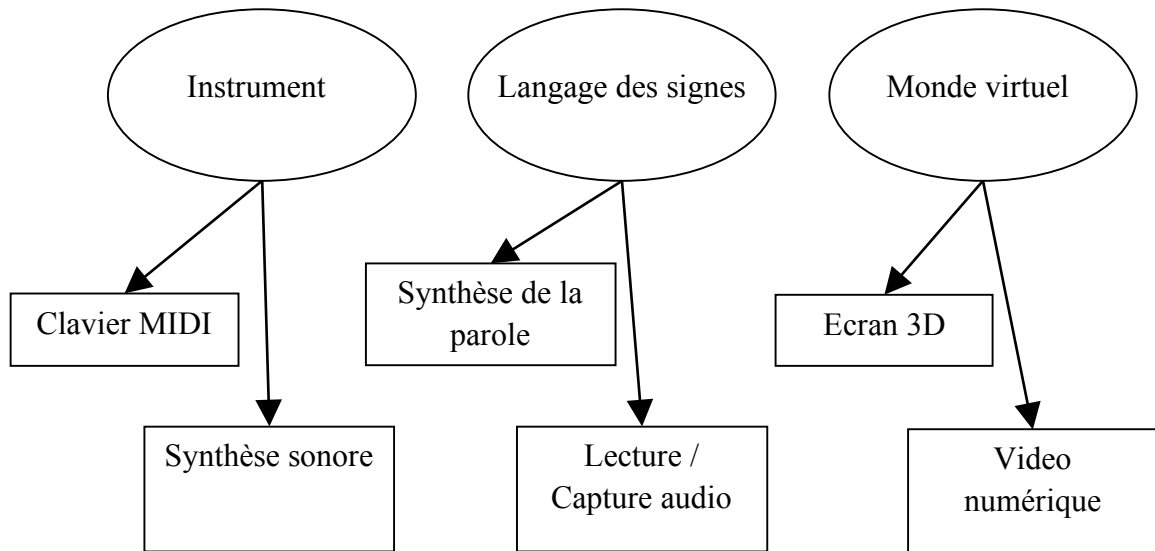 Instrument
Langage des signes
Monde virtuel
Clavier MIDI
Synthèse de la
parole
Ecran 3D
Synthèse sonore
Lecture /
Capture audio
Video
numérique